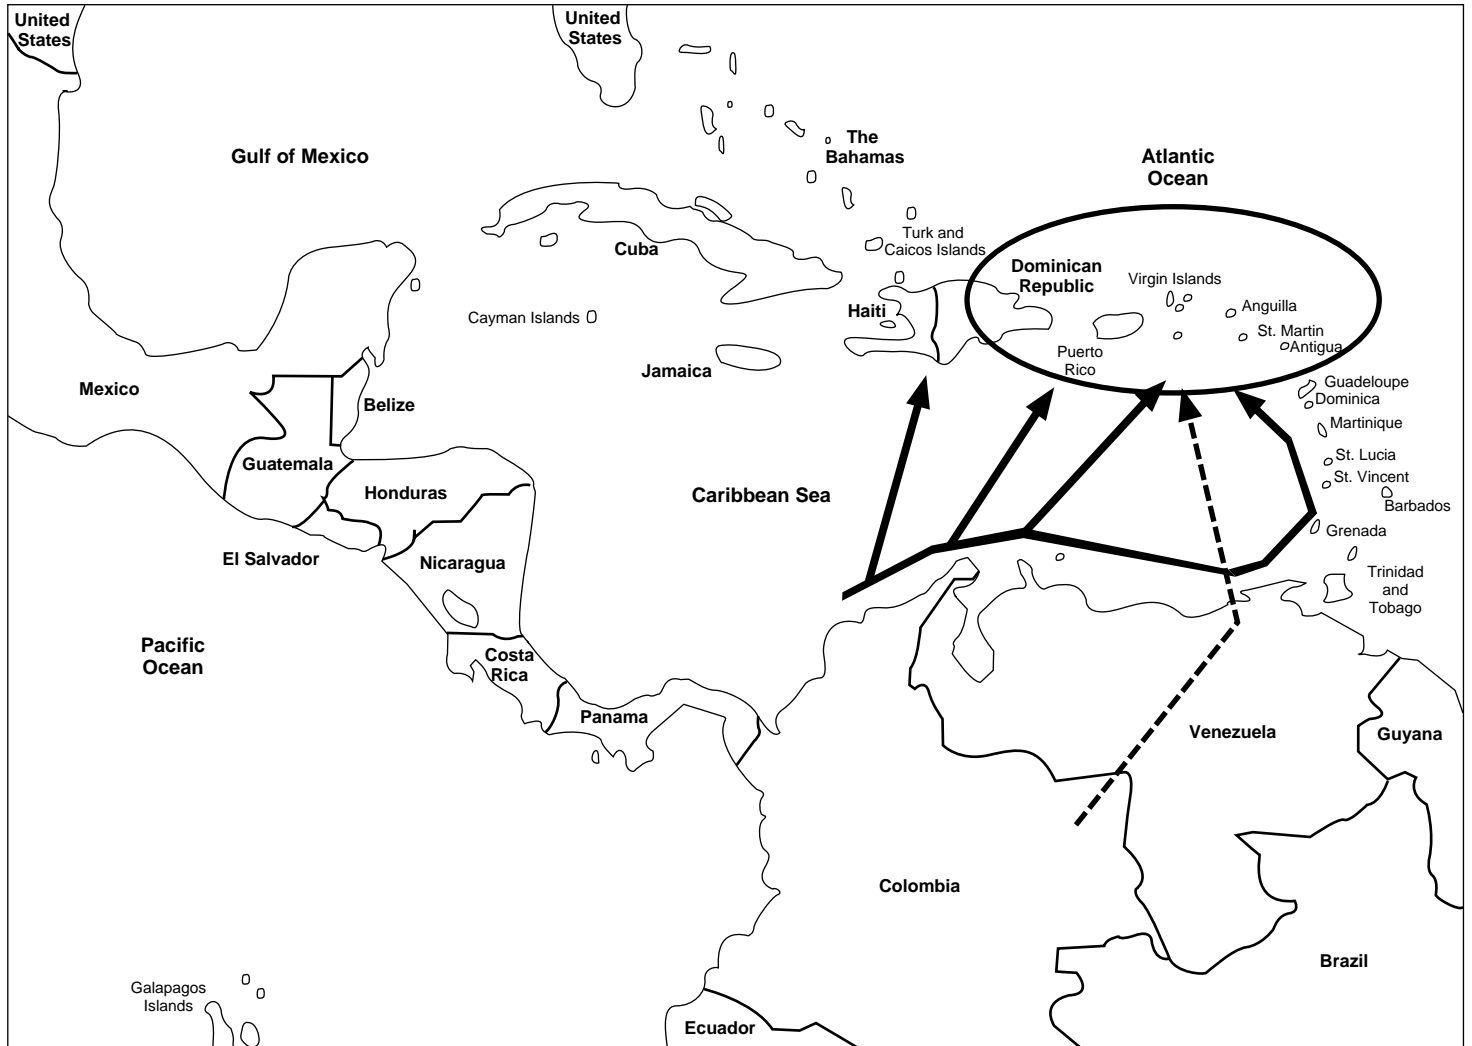 United
States
United
States
Gulf of Mexico
The
Bahamas
Atlantic
Ocean
Turk and
Caicos Islands
Cuba
Dominican
Republic
Virgin Islands
Anguilla
Haiti
Cayman Islands
St. Martin
Antigua
Puerto
Rico
Jamaica
Mexico
Guadeloupe
Dominica
Belize
Martinique
Guatemala
St. Lucia
St. Vincent
Honduras
Caribbean Sea
Barbados
Grenada
El Salvador
Nicaragua
Trinidad
and
Tobago
Pacific
Ocean
Costa
Rica
Panama
Venezuela
Guyana
Colombia
Brazil
Galapagos
Islands
Ecuador